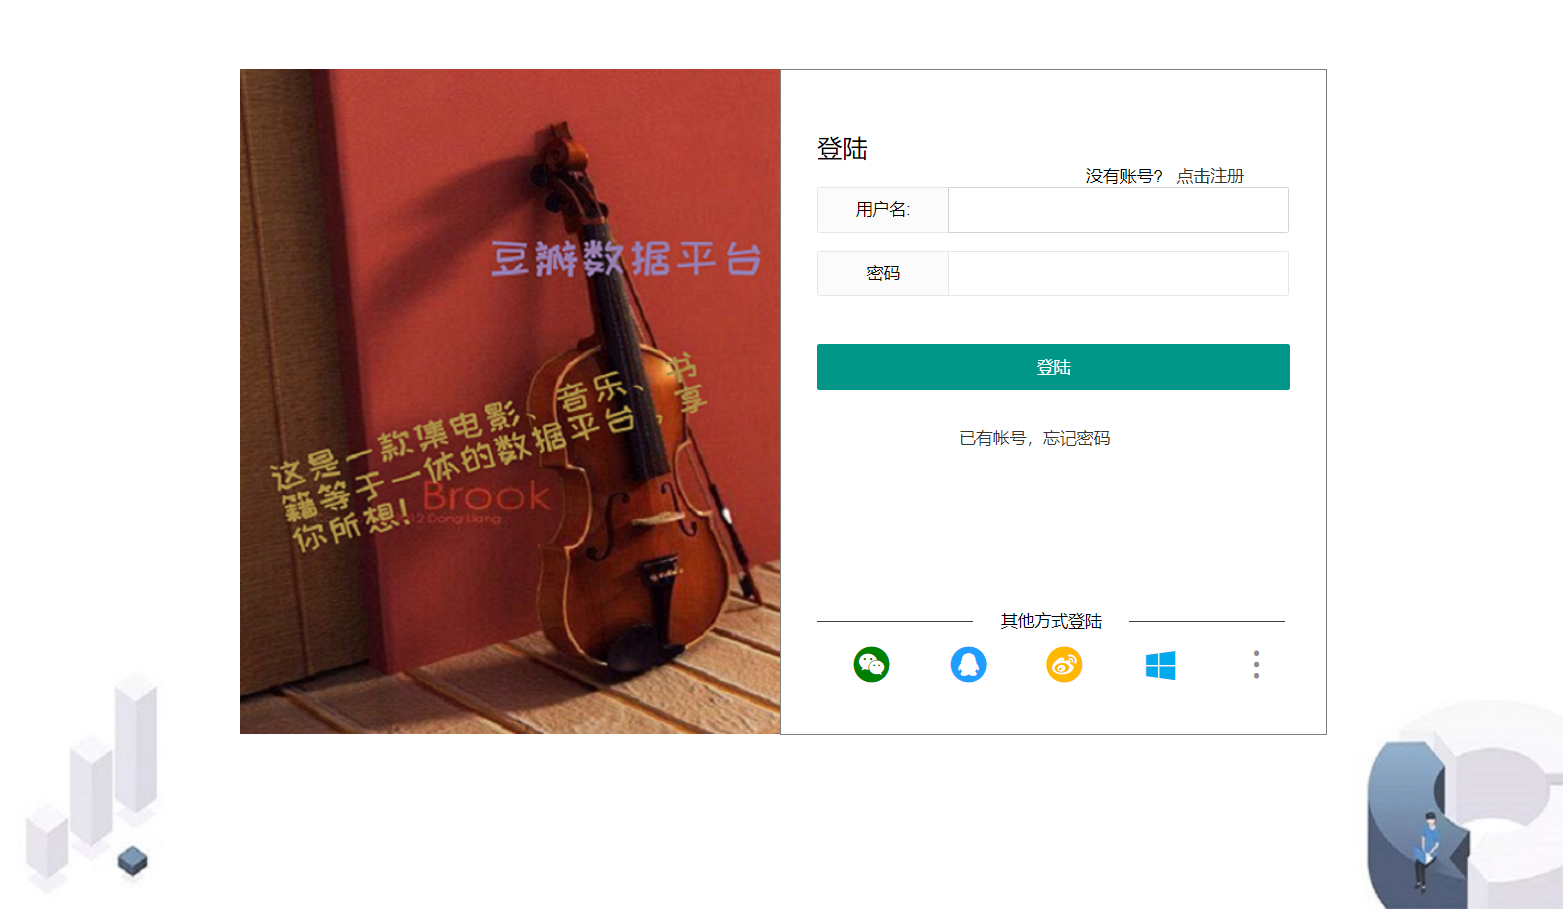 豆瓣数据平台
这是一款集电影、音乐、书
籍等于一体的数据平台，享
你所想!
Brook
12 Dong Liang
登陆
没有账号? 点击注册
用户名:
密码
登陆
已有帐号，忘记密码
其他方式登陆